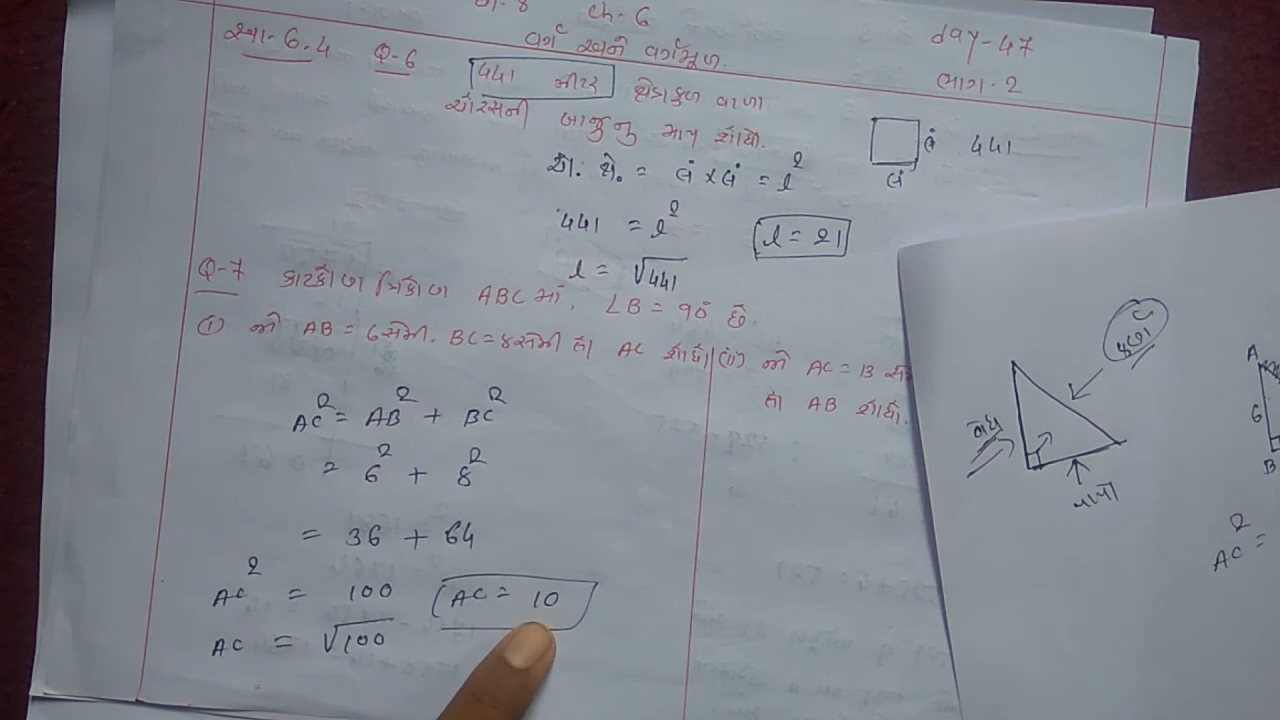 ધો.-8 Ch-6 day-47
વર્ગ અને વર્ગમૂળ ભાગ-2
સ્વા-6.4 Q-6 441 મીટર ક્ષેત્રફળ વાળા
ચોરસની બાજુનુ માપ શોધો.
લં 441
લં
ચો. ક્ષે. = લં × લં = l²
441 = l² l = 21
l = √441
Q-7 કાટકોણ ત્રિકોણ ABC માં, ∠B = 90° છે
(i) જો AB = 6સેમી. BC = 8સેમી તો AC શોધો
(ii) જો AC = 13 સે
તો AB શોધો.
AC² = AB² + BC²
= 6² + 8²
= 36 + 64
AC² = 100 AC = 10
AC = √100
C
કર્ણ
વેધ
પાયો
A
6
B
AC² =